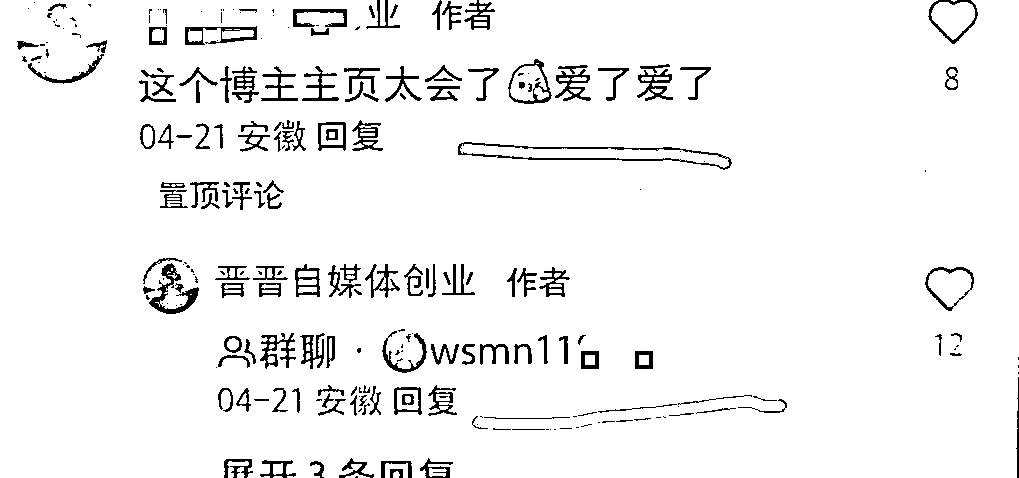 业 作者
这个博主主页太会了爱了爱了
8
04-21 安徽 回复
置顶评论
晋晋自媒体创业 作者
群聊 · wsmn11
12
04-21 安徽 回复
展开 3 条回复